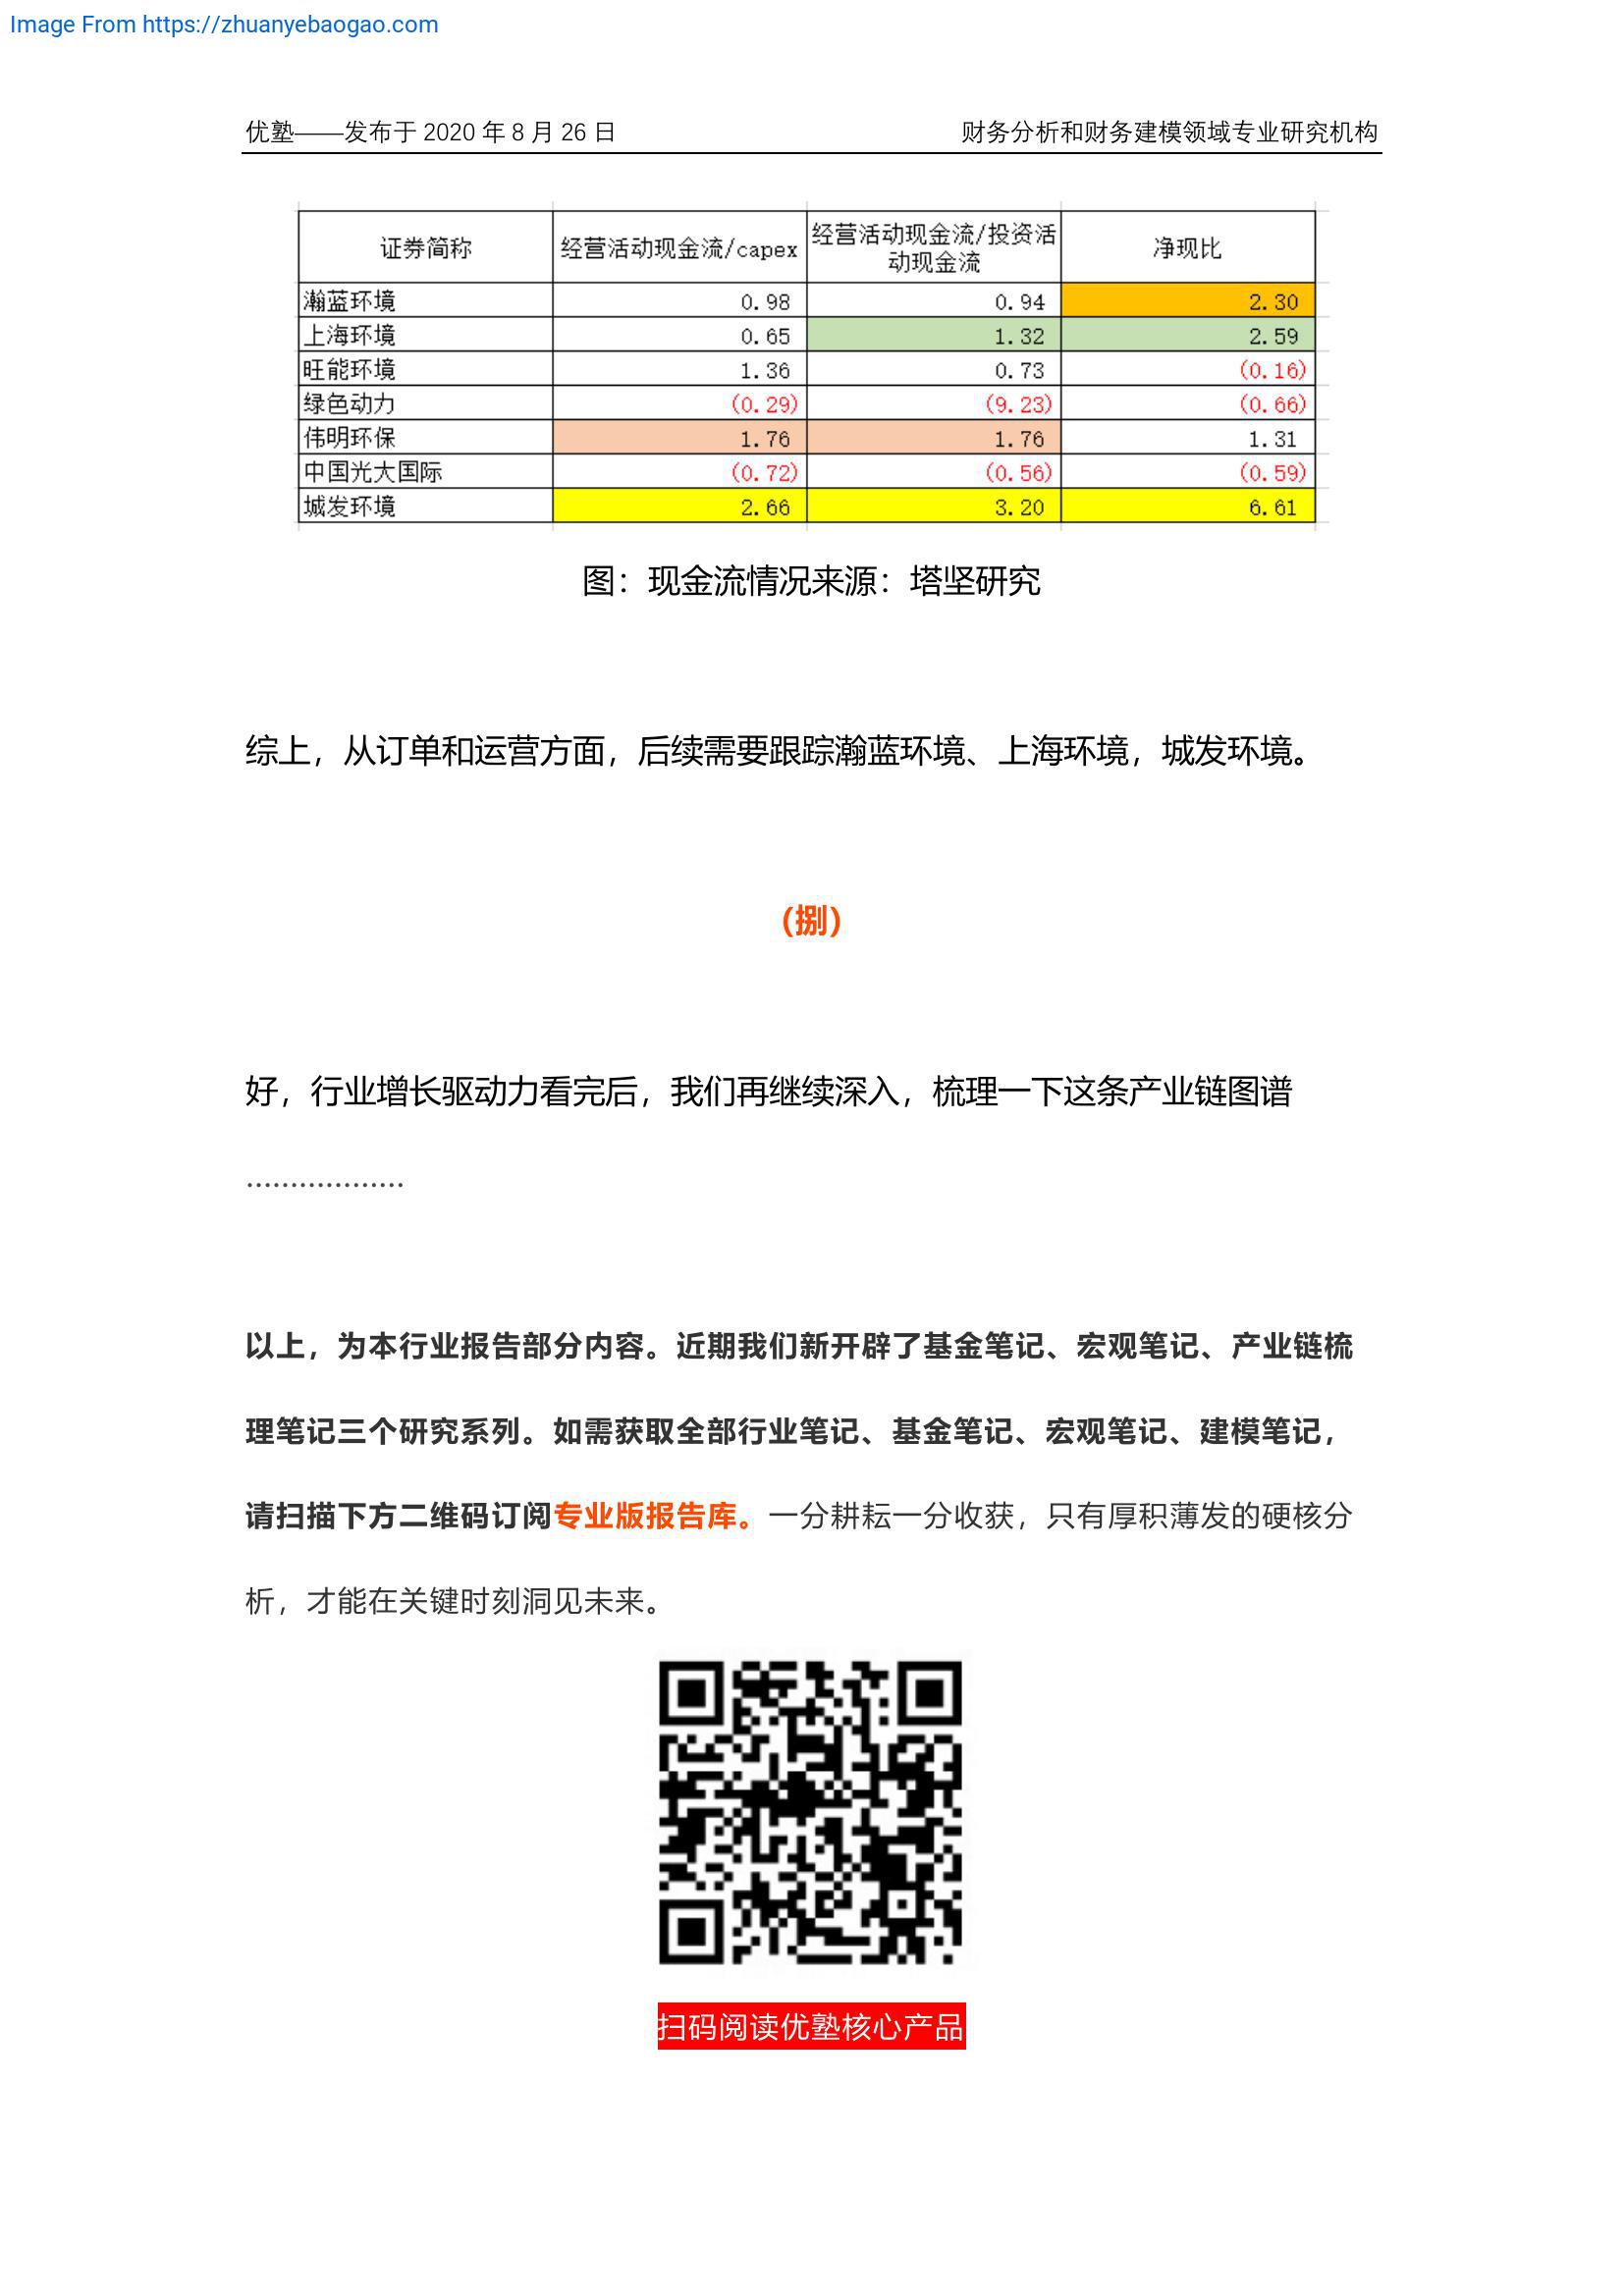 Image From https://zhuanyebaogao.com
优塾——发布于 2020 年 8 月 26 日 财务分析和财务建模领域专业研究机构
证券简称 经营活动现金流/capex 经营活动现金流/投资活动现金流 净现比
瀚蓝环境 0.98 0.94 2.30
上海环境 0.65 1.32 2.59
旺能环境 1.36 0.73 (0.16)
绿色动力 (0.29) (9.23) (0.66)
伟明环保 1.76 1.76 1.31
中国光大国际 (0.72) (0.56) (0.59)
城发环境 2.66 3.20 6.61
图：现金流情况来源：塔坚研究
综上，从订单和运营方面，后续需要跟踪瀚蓝环境、上海环境，城发环境。
(捌)
好，行业增长驱动力看完后，我们再继续深入，梳理一下这条产业链图谱
………………
以上，为本行业报告部分内容。近期我们新开辟了基金笔记、宏观笔记、产业链梳
理笔记三个研究系列。如需获取全部行业笔记、基金笔记、宏观笔记、建模笔记，
请扫描下方二维码订阅专业版报告库。一分耕耘一分收获，只有厚积薄发的硬核分
析，才能在关键时刻洞见未来。
扫码阅读优塾核心产品